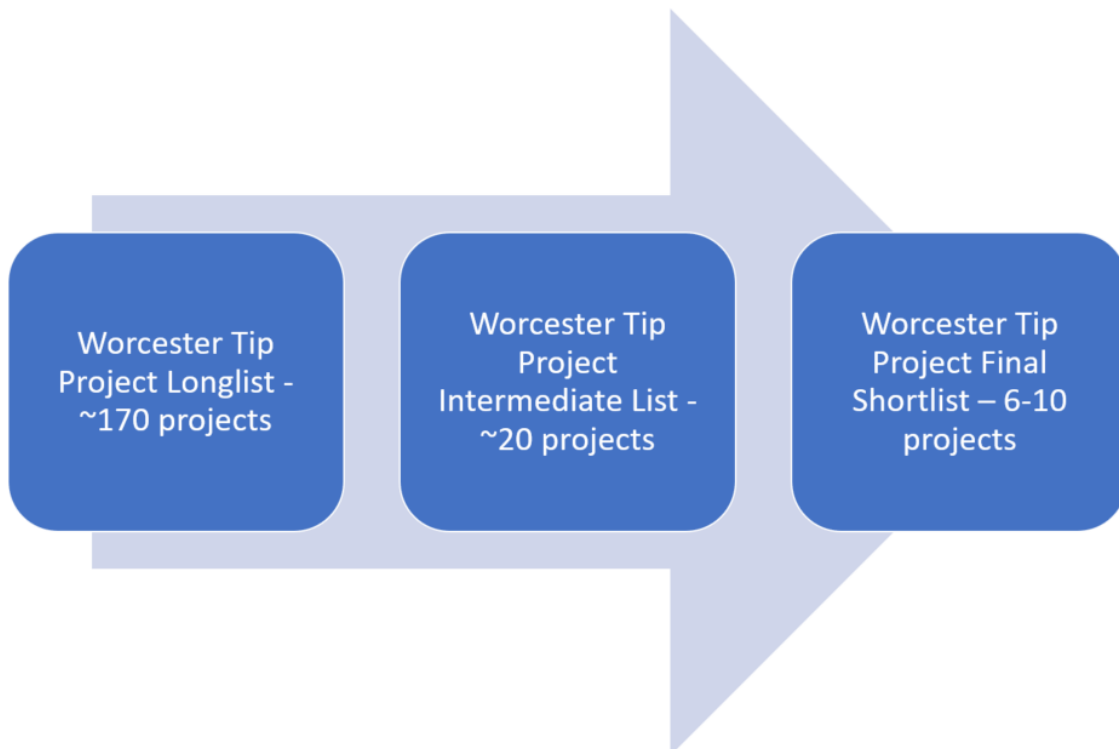 Worcester Tip
Project Longlist -
~170 projects
Worcester Tip
Project
Intermediate List -
~20 projects
Worcester Tip
Project Final
Shortlist – 6-10
projects